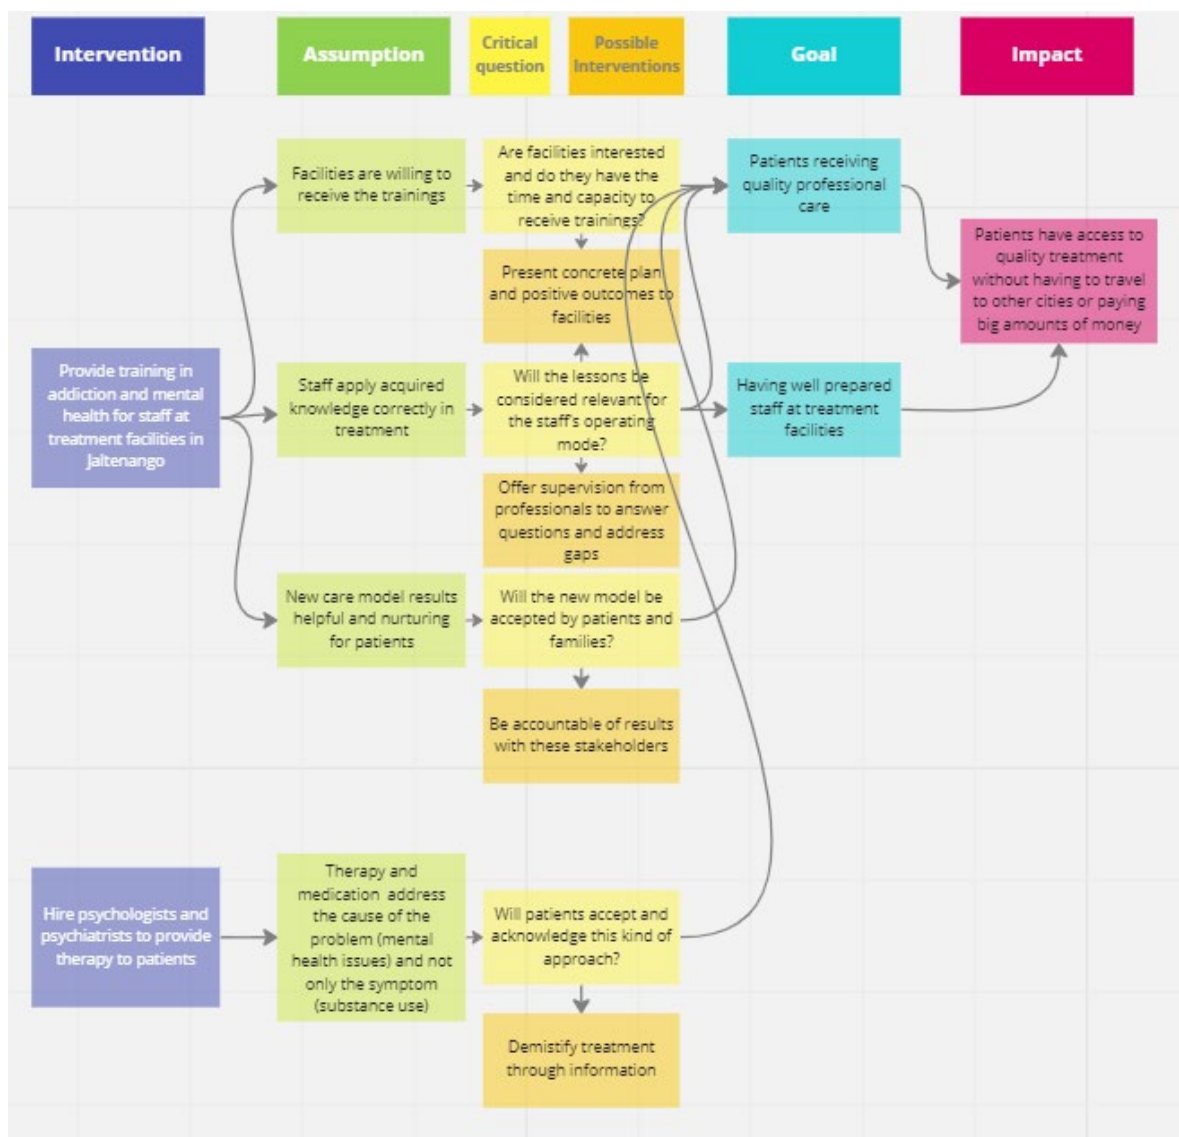 Intervention
Assumption
Critical
question
Possible
Interventions
Goal
Impact
Provide training in
addiction and mental
health for staff at
treatment facilities in
Jaltenango
Facilities are willing to
receive the trainings
Are facilities interested
and do they have the
time and capacity to
receive trainings?
Present concrete plan
and positive outcomes to
facilities
Patients receiving
quality professional
care
Patients have access to
quality treatment
without having to travel
to other cities or paying
big amounts of money
Staff apply acquired
knowledge correctly in
treatment
Will the lessons be
considered relevant for
the staff's operating
mode?
Offer supervision from
professionals to answer
questions and address
gaps
Having well prepared
staff at treatment
facilities
New care model results
helpful and nurturing
for patients
Will the new model be
accepted by patients and
families?
Be accountable of results
with these stakeholders
Hire psychologists and
psychiatrists to provide
therapy to patients
Therapy and
medication address
the cause of the
problem (mental
health issues) and not
only the symptom
(substance use)
Will patients accept and
acknowledge this kind of
approach?
Demistify treatment
through information